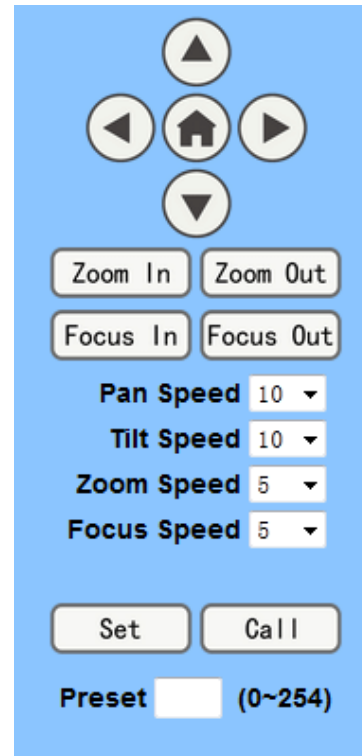 Zoom In Zoom Out
Focus In Focus Out
Pan Speed 10
Tilt Speed 10
Zoom Speed 5
Focus Speed 5
Set Call
Preset (0~254)